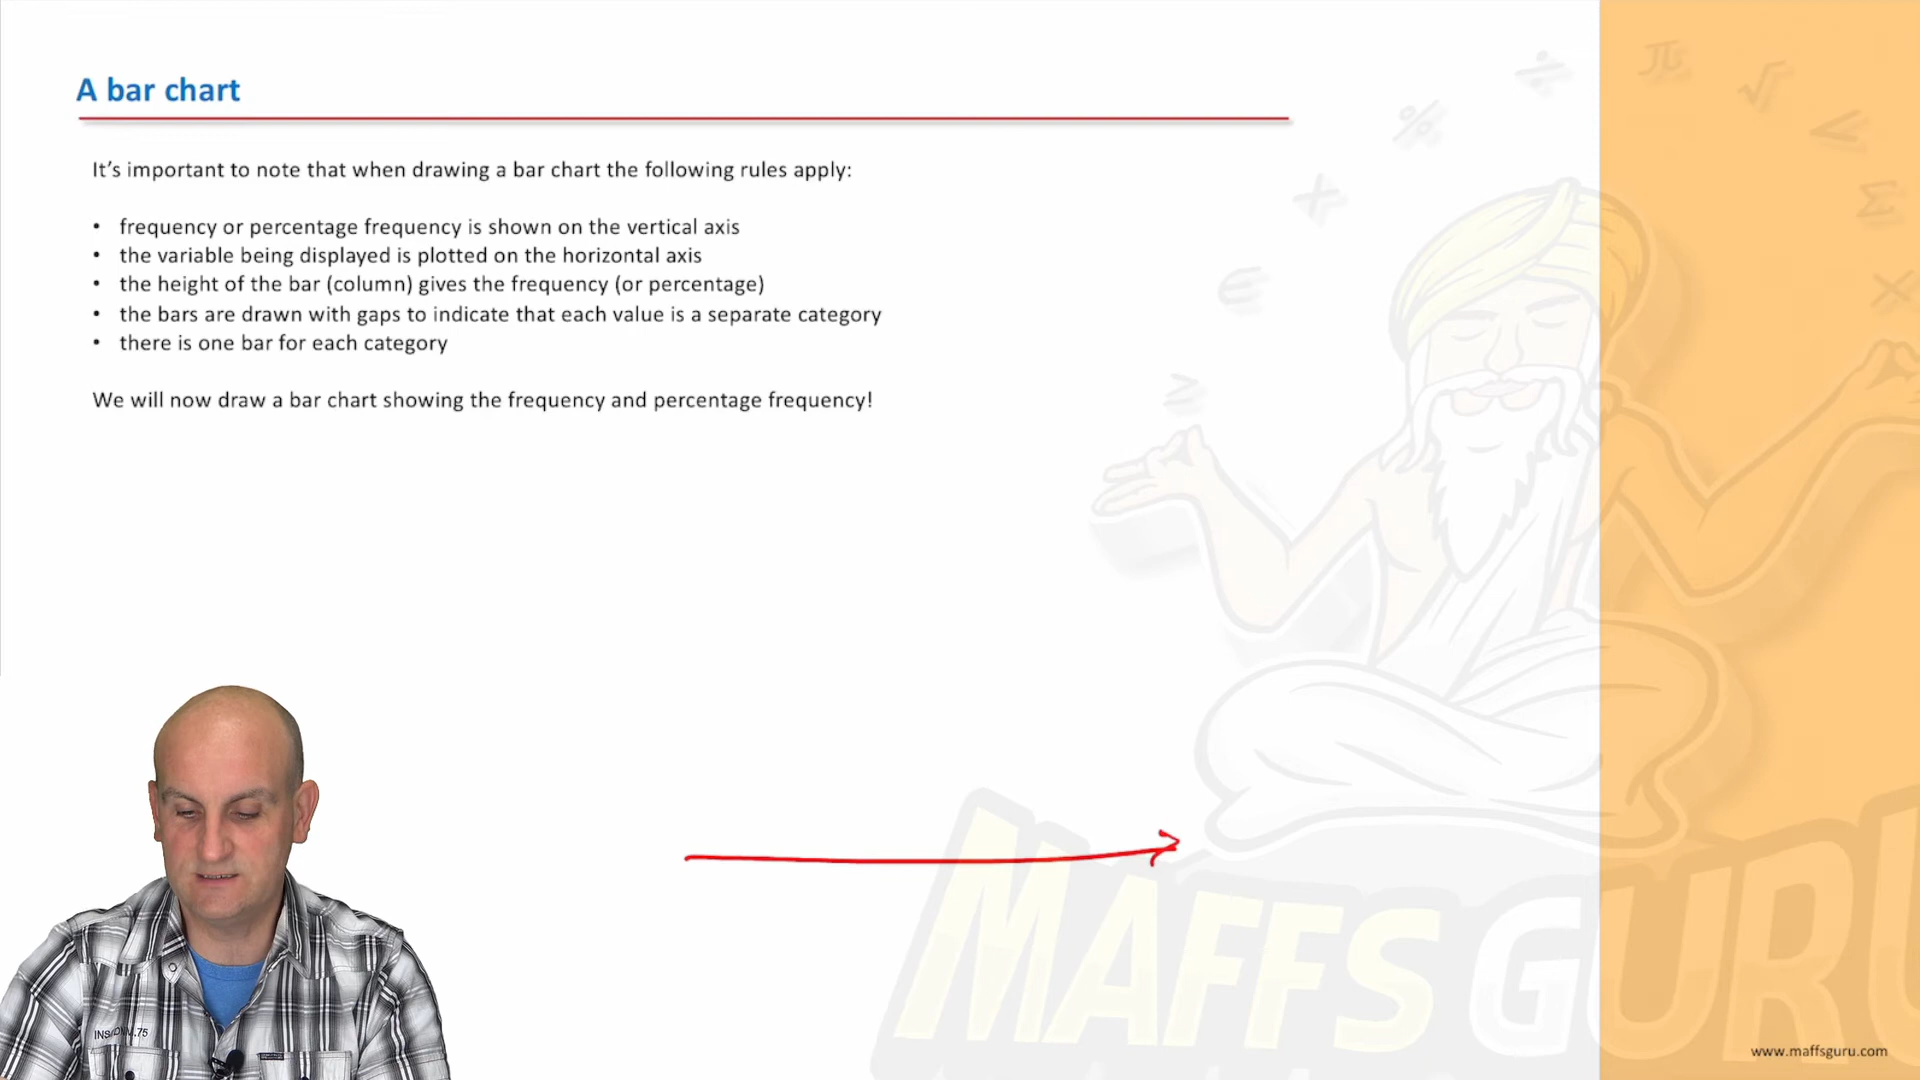 A bar chart
It’s important to note that when drawing a bar chart the following rules apply:
• frequency or percentage frequency is shown on the vertical axis
• the variable being displayed is plotted on the horizontal axis
• the height of the bar (column) gives the frequency (or percentage)
• the bars are drawn with gaps to indicate that each value is a separate category
• there is one bar for each category
We will now draw a bar chart showing the frequency and percentage frequency!
MAFFS GURU
www.maffsguru.com